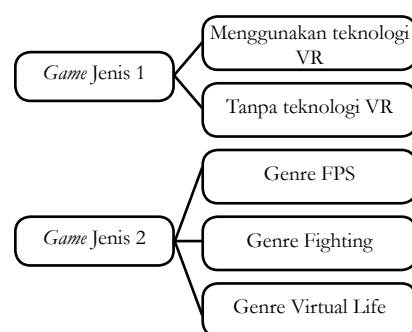 Menggunakan teknologi
VR
Game Jenis 1
Tanpa teknologi VR
Genre FPS
Game Jenis 2
Genre Fighting
Genre Virtual Life